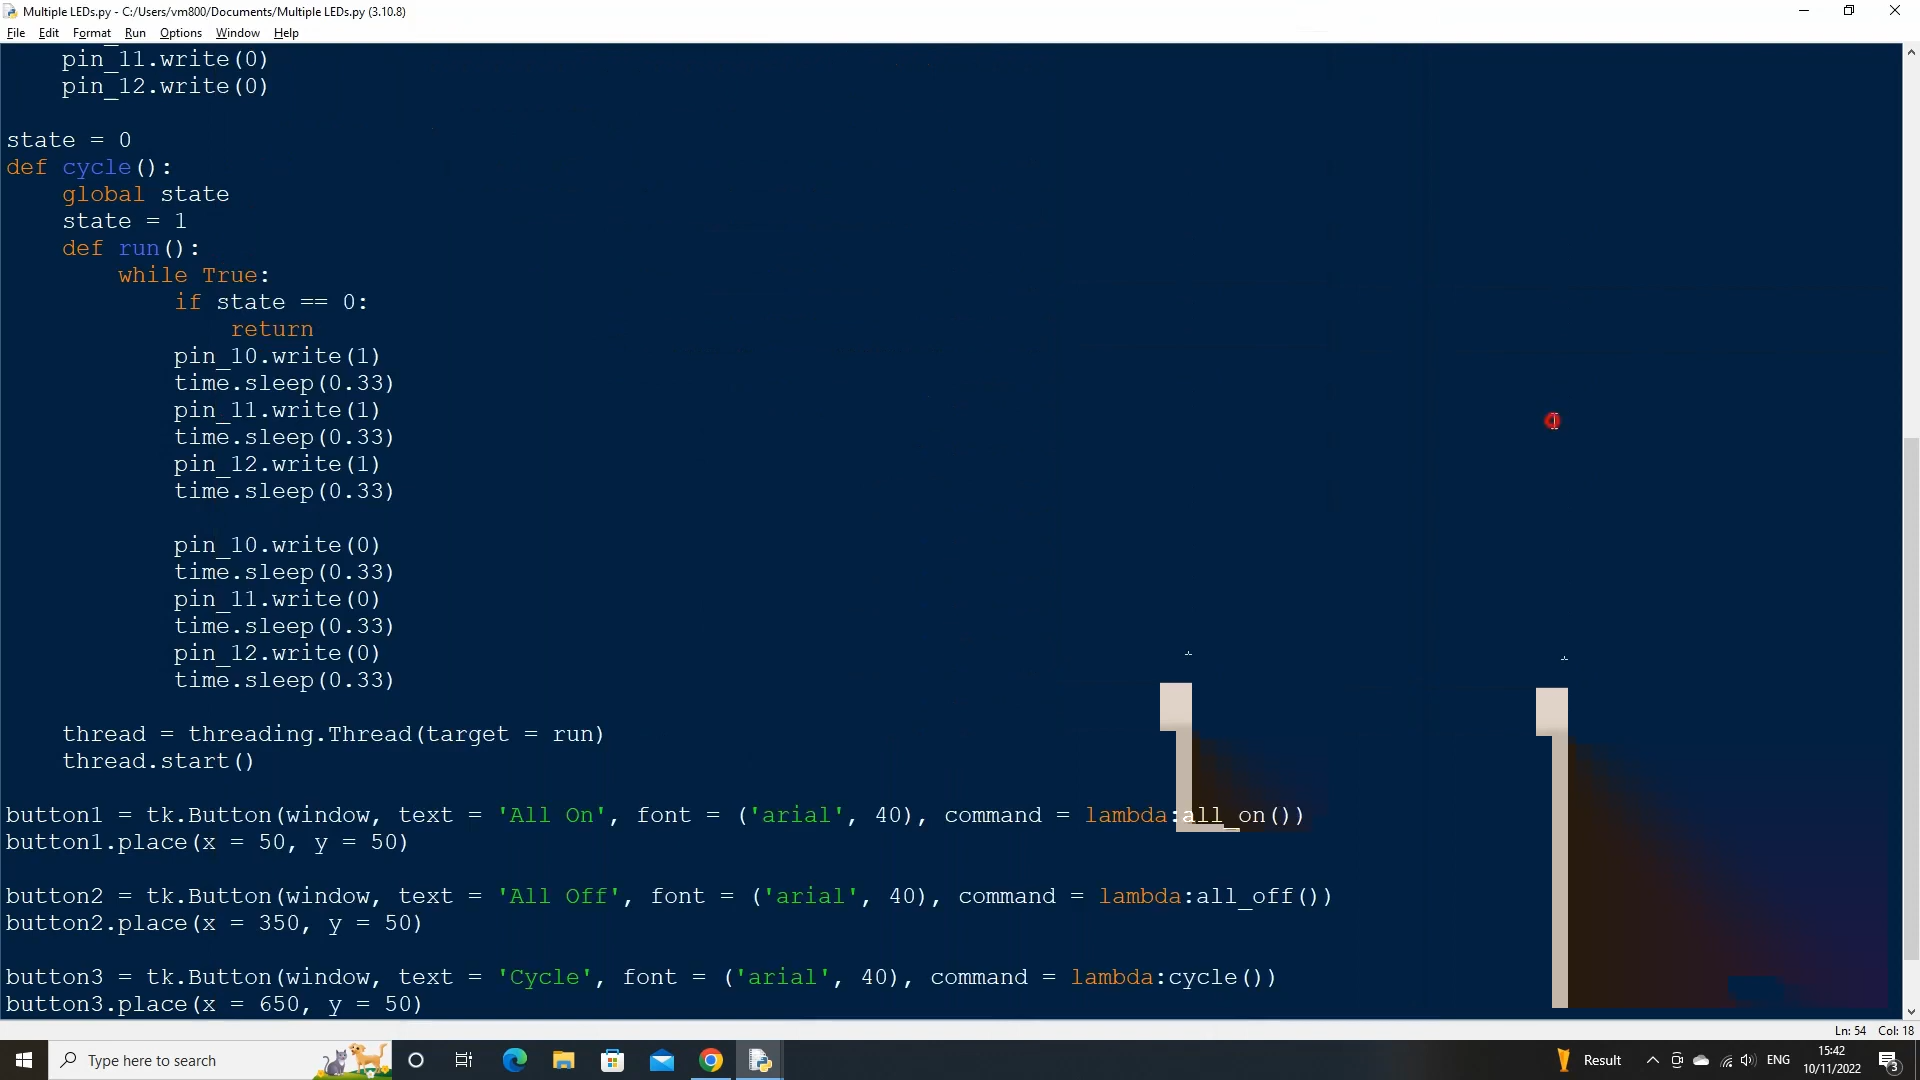 Multiple LEDs.py - C:/Users/vm800/Documents/Multiple LEDs.py (3.10.8)
File Edit Format Run Options Window Help
pin_11.write(0)
pin_12.write(0)
state = 0
def cycle():
global state
state = 1
def run():
while True:
if state == 0:
return
pin_10.write(1)
time.sleep(0.33)
pin_11.write(1)
time.sleep(0.33)
pin_12.write(1)
time.sleep(0.33)
pin_10.write(0)
time.sleep(0.33)
pin_11.write(0)
time.sleep(0.33)
pin_12.write(0)
time.sleep(0.33)
thread = threading.Thread(target = run)
thread.start()
button1 = tk.Button(window, text = 'All On', font = ('arial', 40), command = lambda:all_on())
button1.place(x = 50, y = 50)
button2 = tk.Button(window, text = 'All Off', font = ('arial', 40), command = lambda:all_off())
button2.place(x = 350, y = 50)
button3 = tk.Button(window, text = 'Cycle', font = ('arial', 40), command = lambda:cycle())
button3.place(x = 650, y = 50)
Ln: 54 Col: 18
Type here to search
Result
ENG
15:42
10/11/2022
3